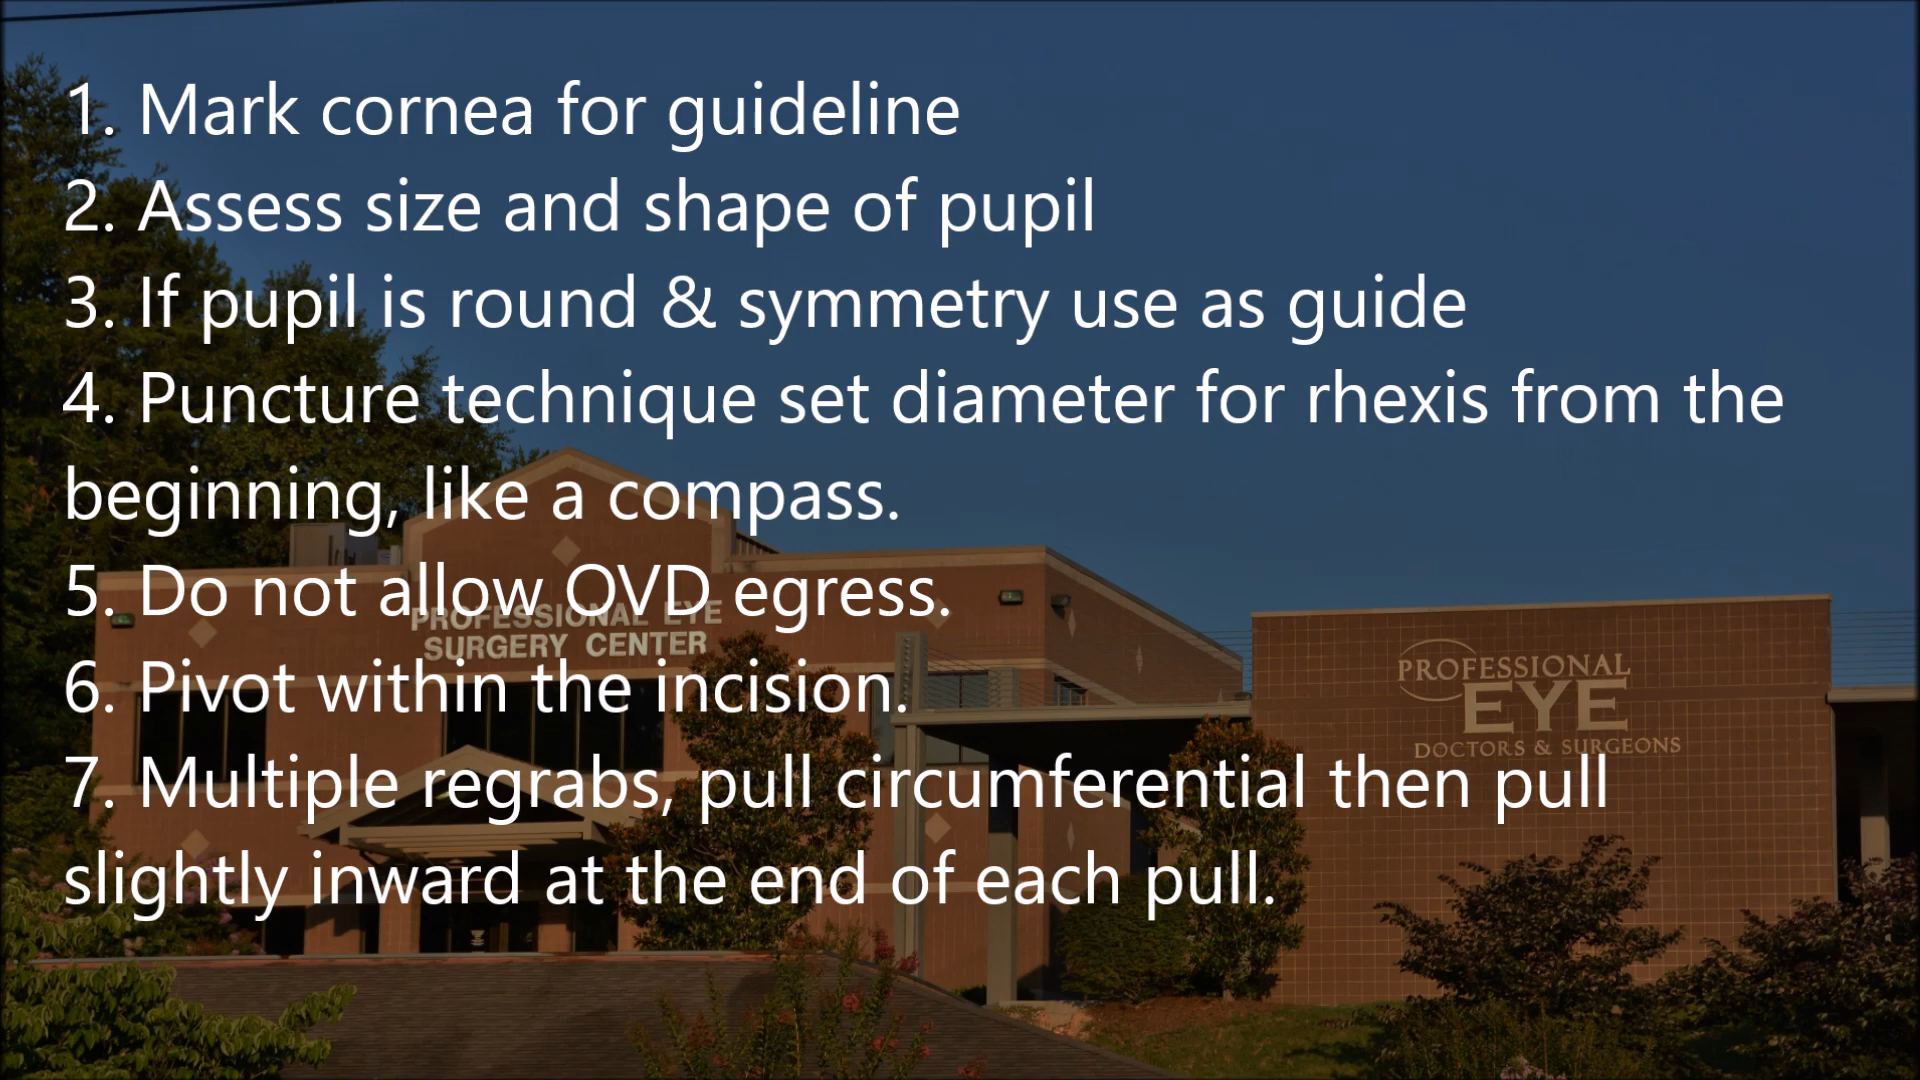 1. Mark cornea for guideline
2. Assess size and shape of pupil
3. If pupil is round & symmetry use as guide
4. Puncture technique set diameter for rhexis from the
beginning, like a compass.
5. Do not allow OVD egress.
PROFESSIONAL EYE
SURGERY CENTER
6. Pivot within the incision.
PROFESSIONAL
EYE
DOCTORS & SURGEONS
7. Multiple regrabs, pull circumferential then pull
slightly inward at the end of each pull.